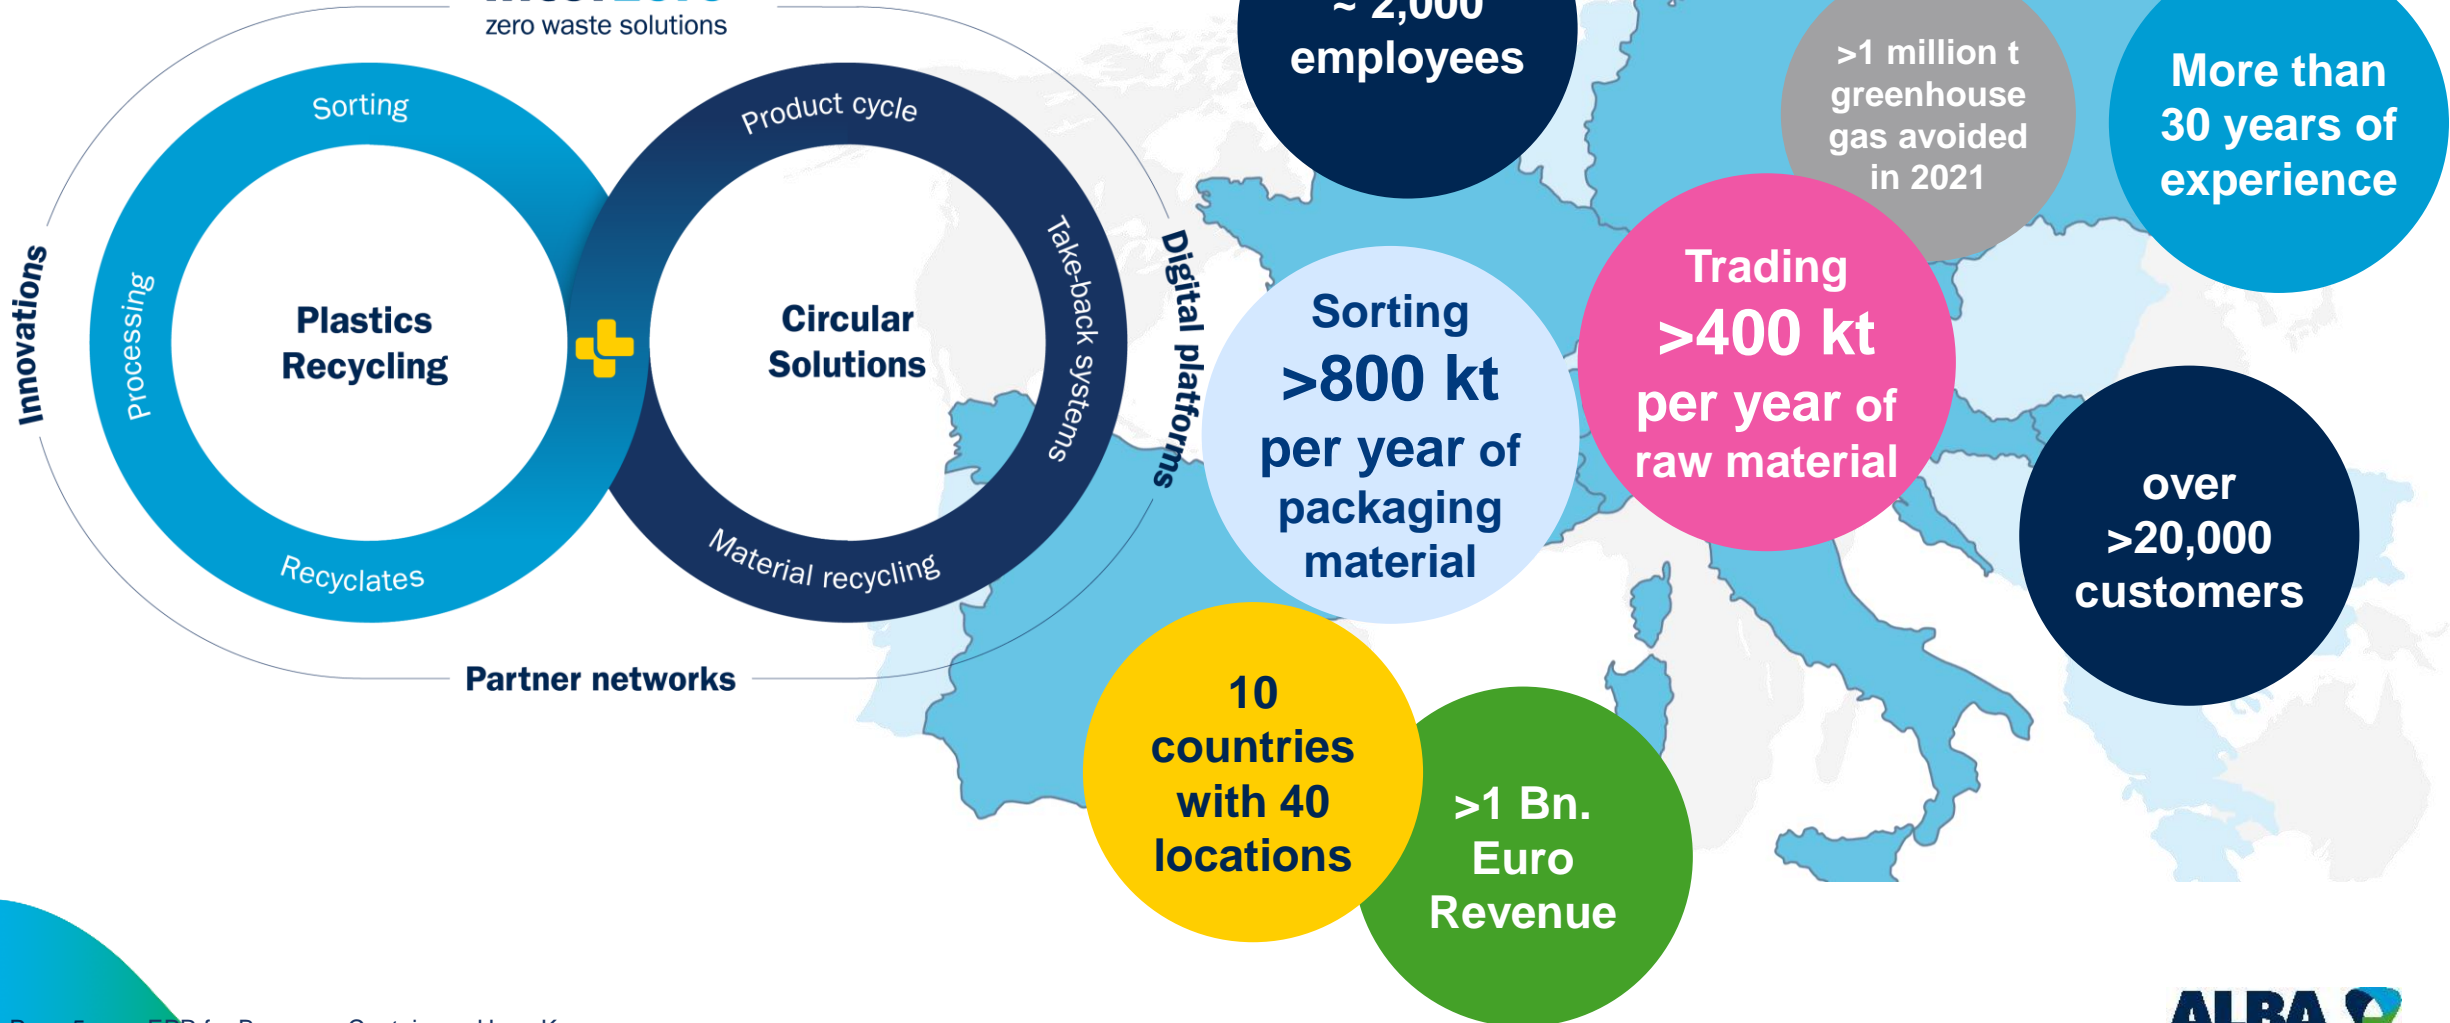 zero waste solutions
Sorting
Processing
Recyclates
Plastics
Recycling
Product cycle
Take-back systems
Material recycling
Circular
Solutions
Innovations
Digital platforms
Partner networks
~ 2,000
employees
>1 million t
greenhouse
gas avoided
in 2021
More than
30 years of
experience
Sorting
>800 kt
per year of
packaging
material
Trading
>400 kt
per year of
raw material
over
>20,000
customers
10
countries
with 40
locations
>1 Bn.
Euro
Revenue
ALBA